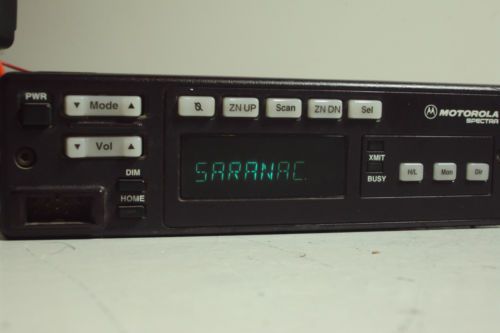 PWR
▼ Mode ▲
ZN·UP
Scan
ZN·DN
Sel
MOTOROLA
SPECTRA
▼ Vol ▲
DIM
HOME
SARANAC
XMIT
BUSY
H/L
Mon
Dir